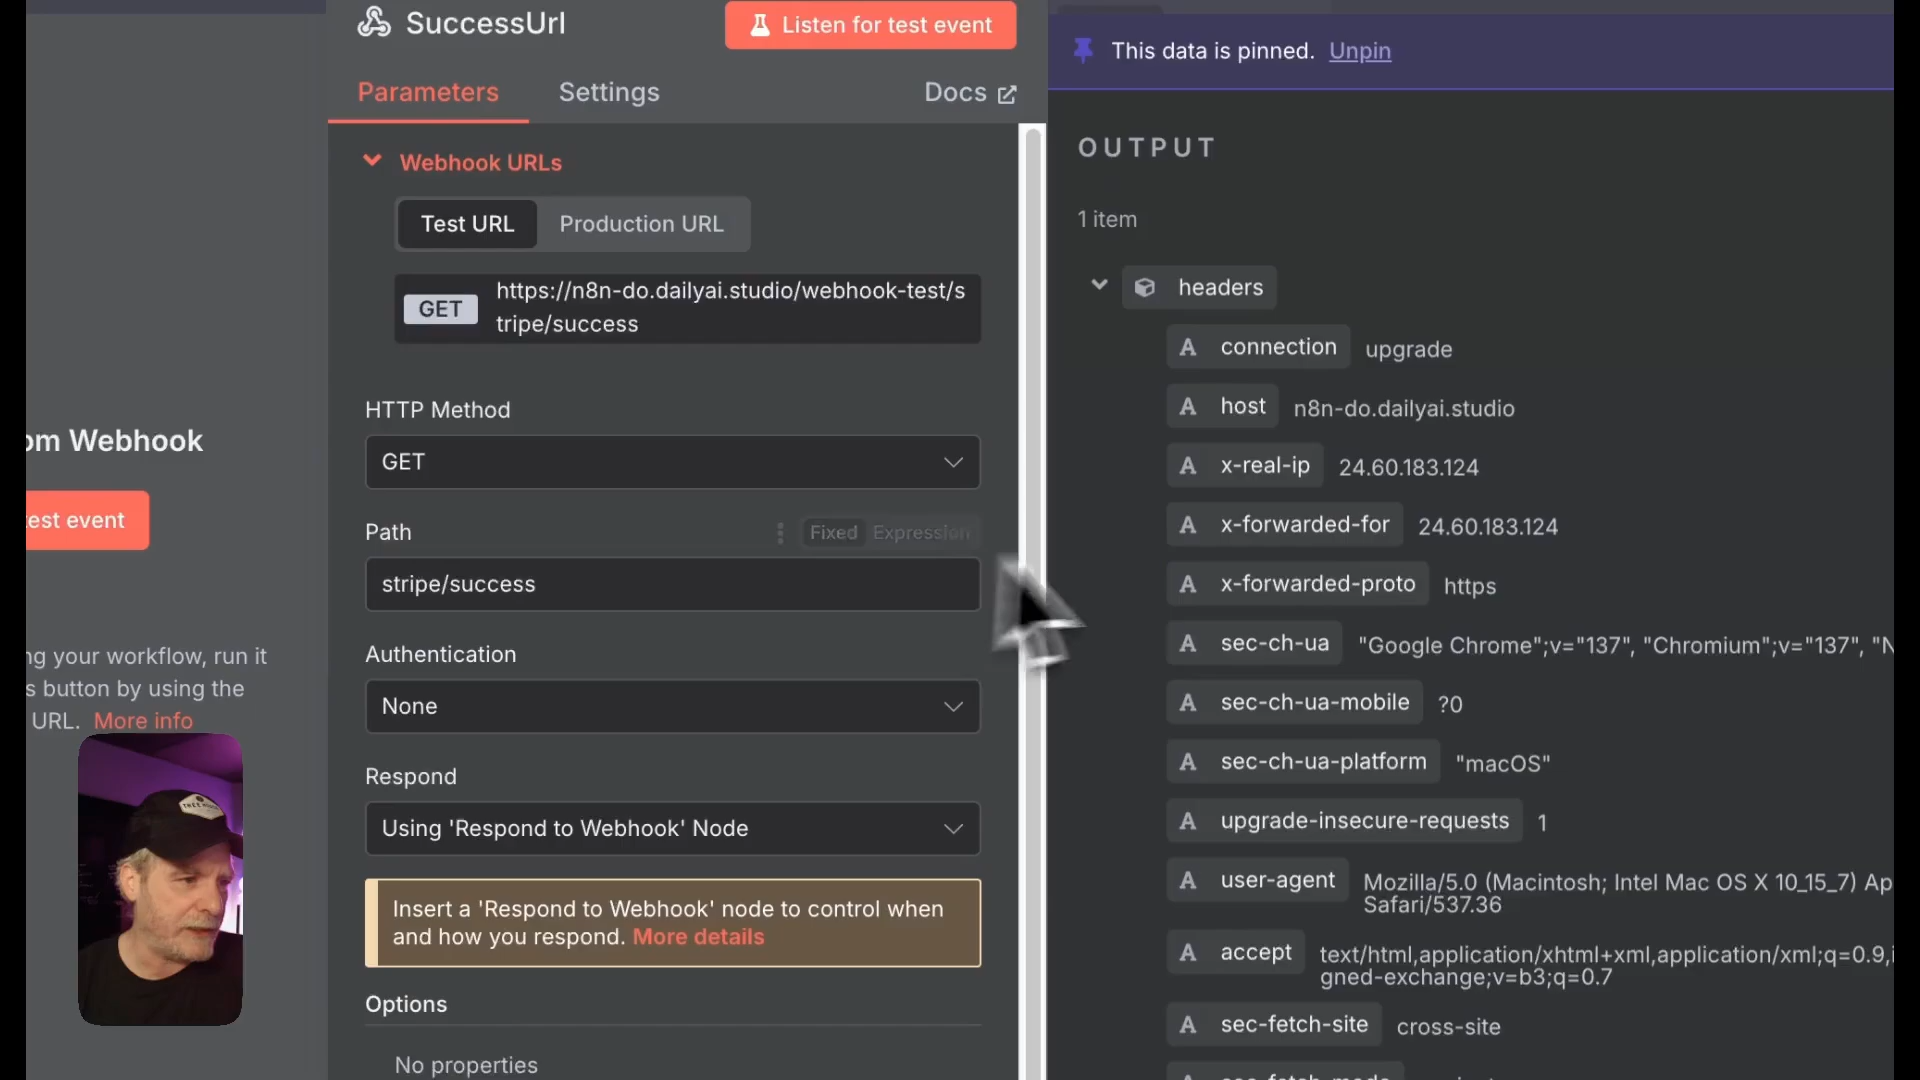 SuccessUrl
Listen for test event
Parameters
Settings
Docs
Webhook URLs
Test URL
Production URL
GET
https://n8n-do.dailyai.studio/webhook-test/s
tripe/success
HTTP Method
GET
Path
Fixed
Expression
stripe/success
Authentication
None
Respond
Using 'Respond to Webhook' Node
Insert a 'Respond to Webhook' node to control when
and how you respond. More details
Options
No properties
om Webhook
est event
ng your workflow, run it
s button by using the
URL. More info
This data is pinned. Unpin
OUTPUT
1 item
headers
A connection upgrade
A host n8n-do.dailyai.studio
A x-real-ip 24.60.183.124
A x-forwarded-for 24.60.183.124
A x-forwarded-proto https
A sec-ch-ua "Google Chrome";v="137", "Chromium";v="137", "N
A sec-ch-ua-mobile ?0
A sec-ch-ua-platform "macOS"
A upgrade-insecure-requests 1
A user-agent Mozilla/5.0 (Macintosh; Intel Mac OS X 10_15_7) Ap
Safari/537.36
A accept text/html,application/xhtml+xml,application/xml;q=0.9,i
gned-exchange;v=b3;q=0.7
A sec-fetch-site cross-site